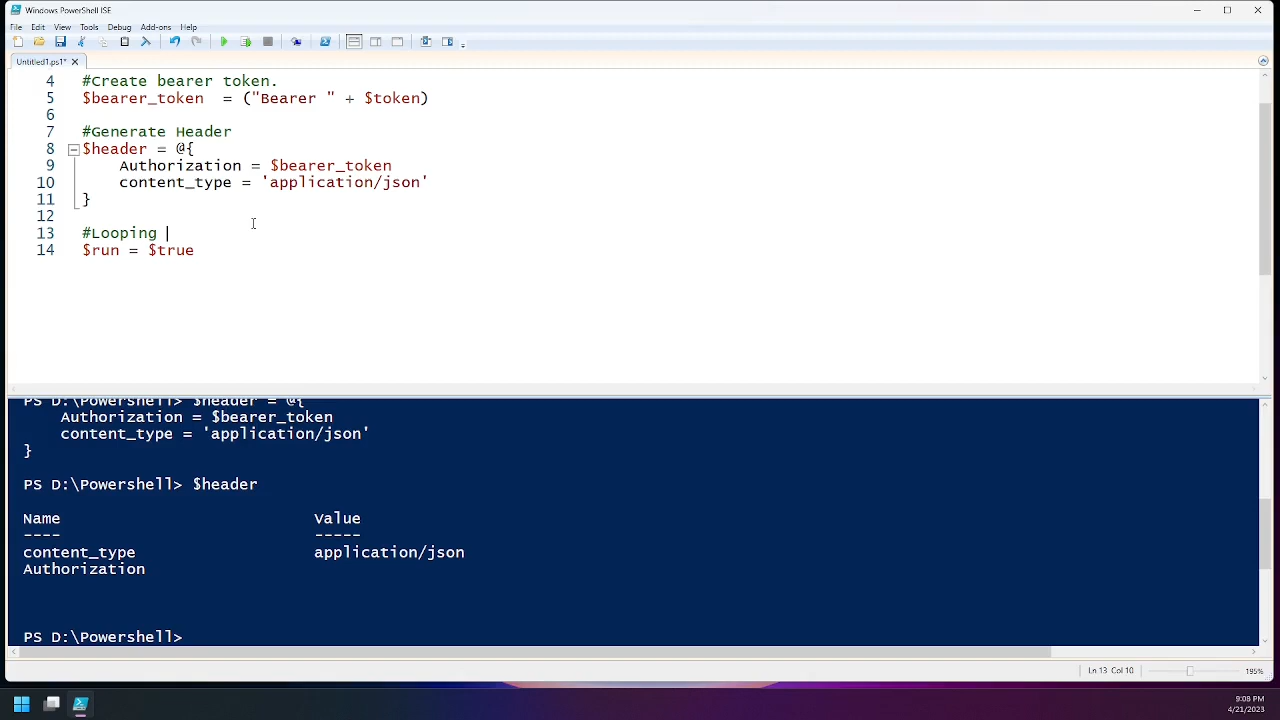 Windows PowerShell ISE
File Edit View Tools Debug Add-ons Help
Untitled1.ps1*
4 #Create bearer token.
5 $bearer_token  = ("Bearer " + $token)
6
7 #Generate Header
8 $header = @{
9     Authorization = $bearer_token
10     content_type = 'application/json'
11 }
12
13 #Looping
14 $run = $true
PS D:\Powershell> $header = @{
    Authorization = $bearer_token
    content_type = 'application/json'
}
PS D:\Powershell> $header
Name Value
---- -----
content_type application/json
Authorization
PS D:\Powershell>
Ln 13 Col 10 195%
9:08 PM
4/21/2023